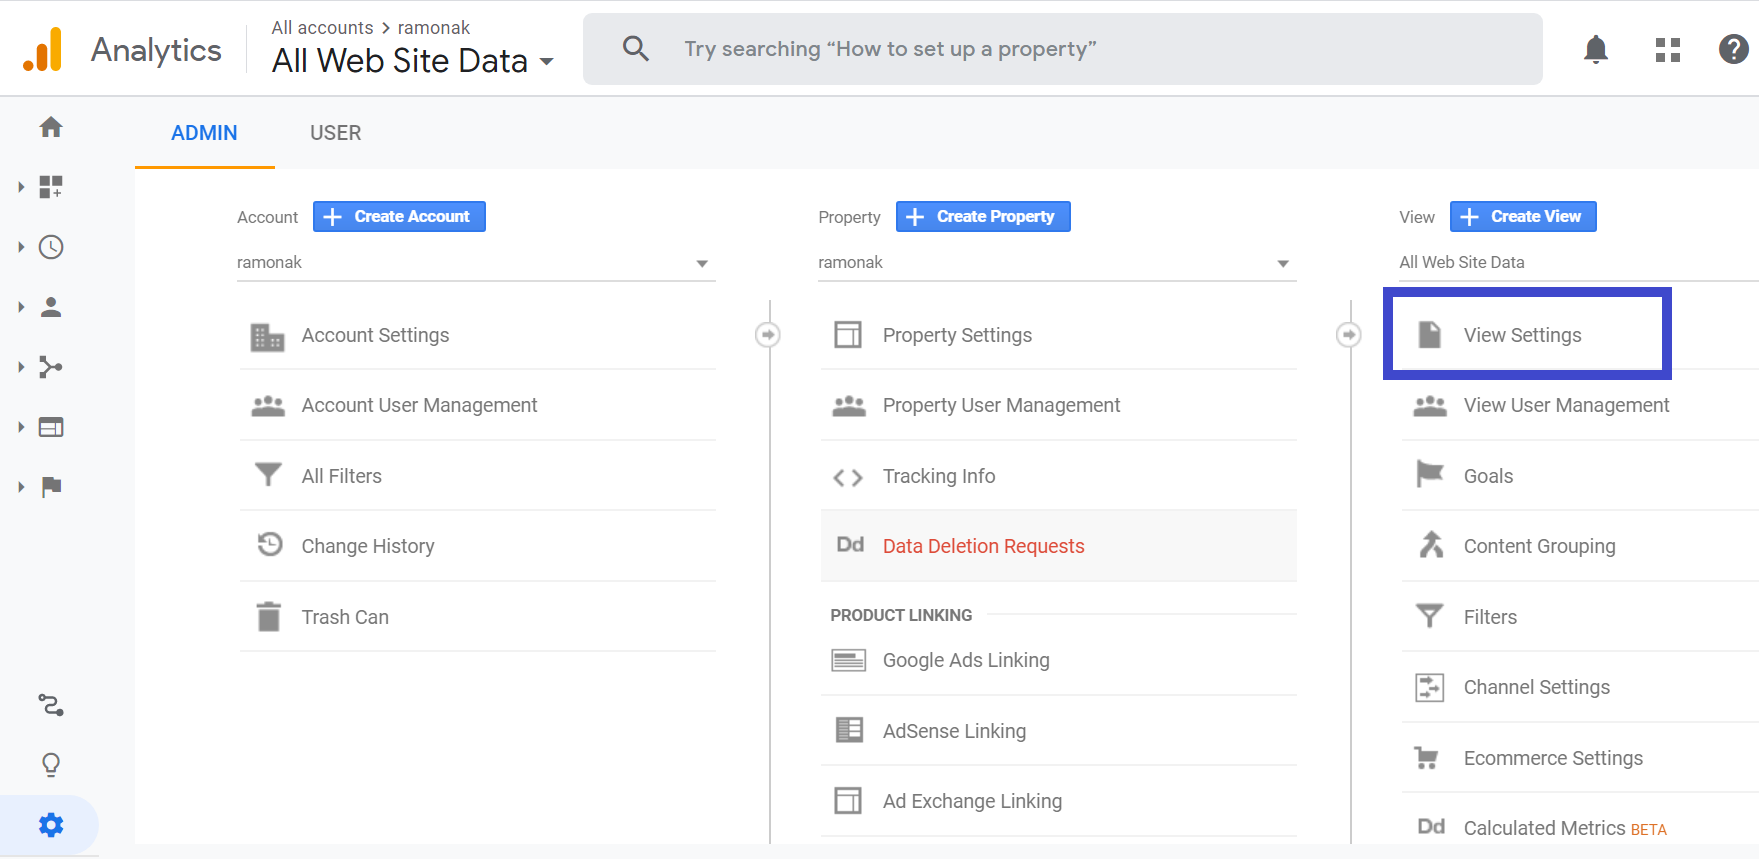 Analytics
All accounts > ramonak
All Web Site Data
Try searching “How to set up a property”
?
ADMIN
USER
Account
+ Create Account
ramonak
Account Settings
Account User Management
All Filters
Change History
Trash Can
Property
+ Create Property
ramonak
Property Settings
Property User Management
Tracking Info
Dd Data Deletion Requests
PRODUCT LINKING
Google Ads Linking
AdSense Linking
Ad Exchange Linking
View
+ Create View
All Web Site Data
View Settings
View User Management
Goals
Content Grouping
Filters
Channel Settings
Ecommerce Settings
Dd Calculated Metrics BETA